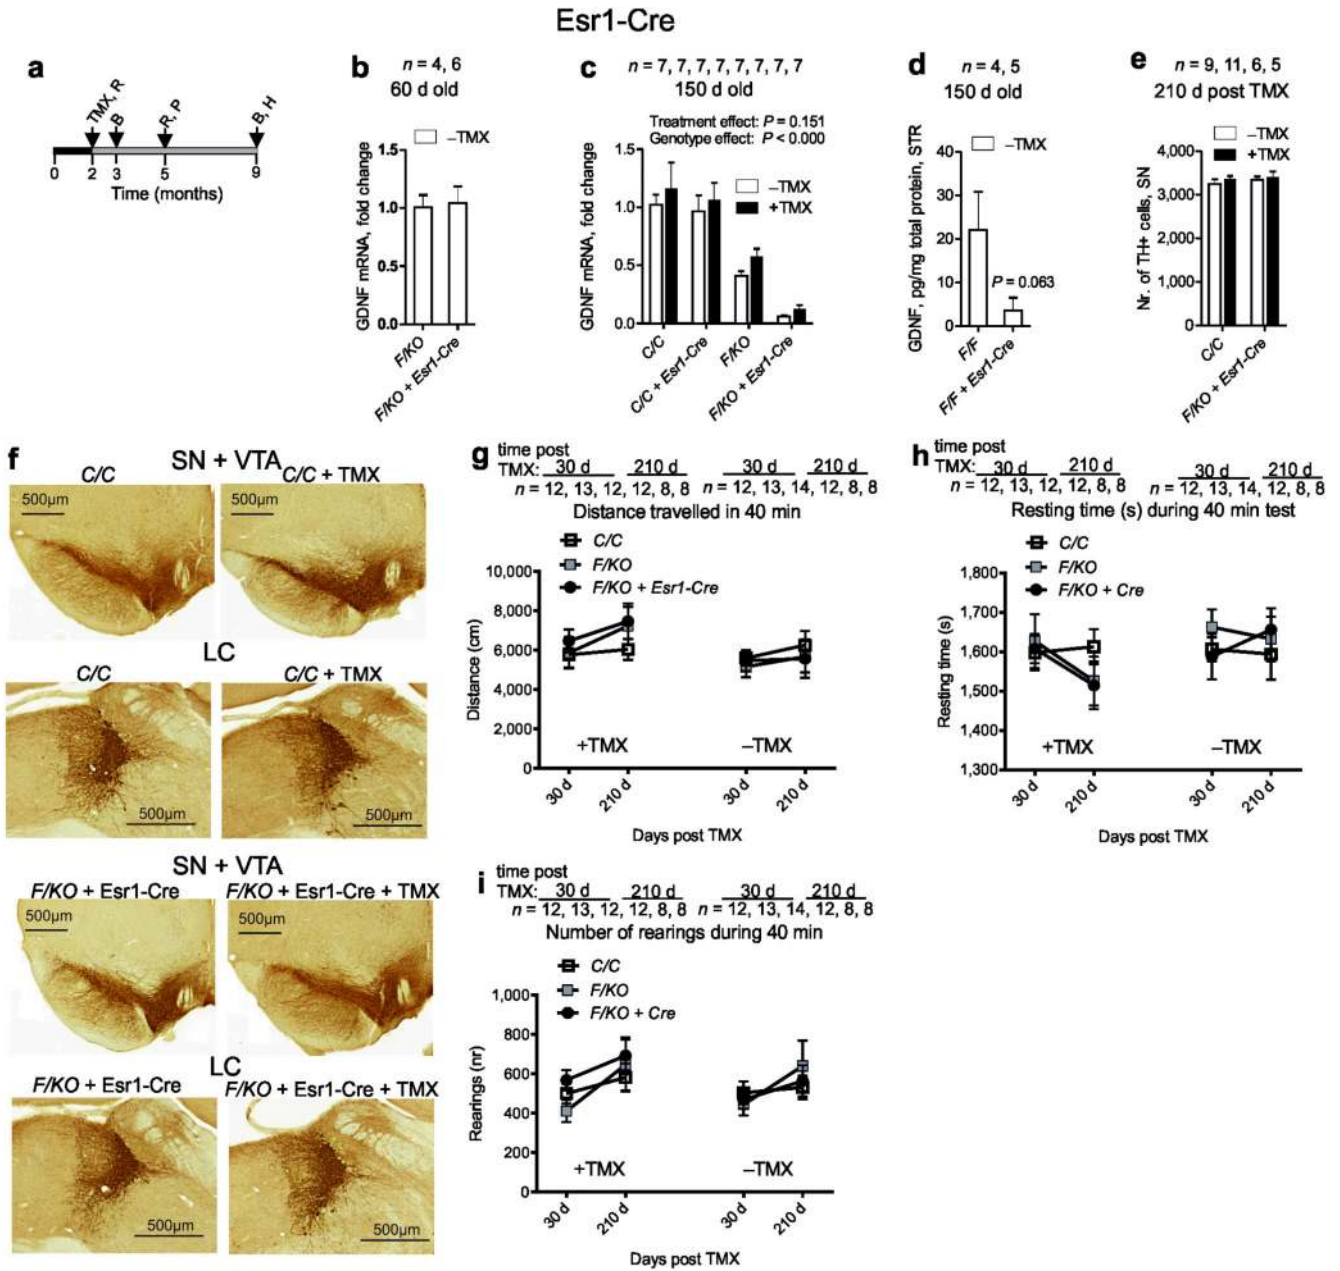 Esr1-Cre
a
TMX, R
B
R, P
B, H
0 2 3 5 9
Time (months)
b
n = 4, 6
60 d old
–TMX
GDNF mRNA, fold change
1.5
1.0
0.5
0.0
F/KO
F/KO + Esr1-Cre
c
n = 7, 7, 7, 7, 7, 7, 7, 7
150 d old
Treatment effect: P = 0.151
Genotype effect: P < 0.000
–TMX
+TMX
GDNF mRNA, fold change
1.5
1.0
0.5
0.0
C/C
C/C + Esr1-Cre
F/KO
F/KO + Esr1-Cre
d
n = 4, 5
150 d old
–TMX
GDNF, pg/mg total protein, STR
40
30
20
10
0
P = 0.063
F/F
F/F + Esr1-Cre
e
n = 9, 11, 6, 5
210 d post TMX
–TMX
+TMX
Nr. of TH+ cells, SN
4,000
3,000
2,000
1,000
0
C/C
F/KO + Esr1-Cre
f
SN + VTA
C/C
C/C + TMX
500µm
500µm
LC
C/C
C/C + TMX
500µm
500µm
SN + VTA
F/KO + Esr1-Cre
F/KO + Esr1-Cre + TMX
500µm
500µm
LC
F/KO + Esr1-Cre
F/KO + Esr1-Cre + TMX
500µm
500µm
g
time post
TMX: 30 d 210 d 30 d 210 d
n = 12, 13, 12, 12, 8, 8 n = 12, 13, 14, 12, 8, 8
Distance travelled in 40 min
C/C
F/KO
F/KO + Esr1-Cre
Distance (cm)
10,000
8,000
6,000
4,000
2,000
0
+TMX
–TMX
30 d
210 d
30 d
210 d
Days post TMX
h
time post
TMX: 30 d 210 d 30 d 210 d
n = 12, 13, 12, 12, 8, 8 n = 12, 13, 14, 12, 8, 8
Resting time (s) during 40 min test
C/C
F/KO
F/KO + Cre
Resting time (s)
1,800
1,700
1,600
1,500
1,400
1,300
+TMX
–TMX
30 d
210 d
30 d
210 d
Days post TMX
i
time post
TMX: 30 d 210 d 30 d 210 d
n = 12, 13, 12, 12, 8, 8 n = 12, 13, 14, 12, 8, 8
Number of rearings during 40 min
C/C
F/KO
F/KO + Cre
Rearings (nr)
1,000
800
600
400
200
0
+TMX
–TMX
30 d
210 d
30 d
210 d
Days post TMX